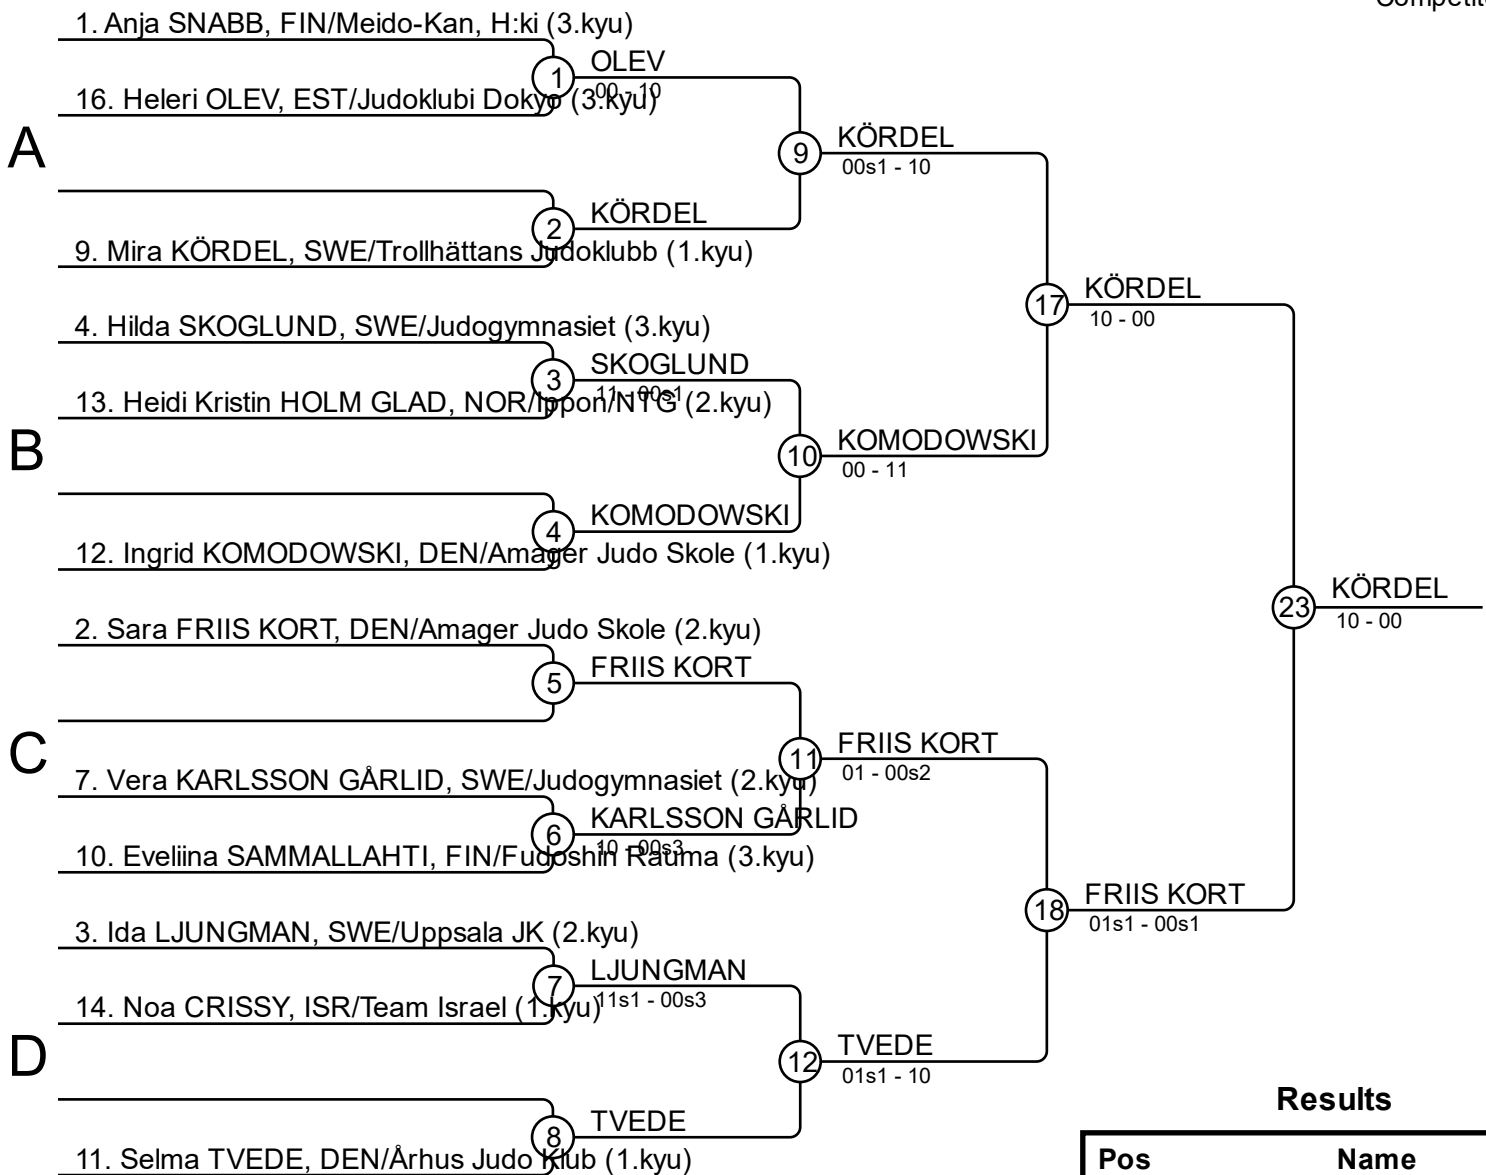 Competit
1. Anja SNABB, FIN/Meido-Kan, H:ki (3.kyu)
1
OLEV
00 - 10
16. Heleri OLEV, EST/Judoklubi Dokyo (3.kyu)
A
9
KÖRDEL
00s1 - 10
2
KÖRDEL
9. Mira KÖRDEL, SWE/Trollhättans Judoklubb (1.kyu)
17
KÖRDEL
10 - 00
4. Hilda SKOGLUND, SWE/Judogymnasiet (3.kyu)
3
SKOGLUND
11 - 00s1
13. Heidi Kristin HOLM GLAD, NOR/Ippon/NTG (2.kyu)
B
10
KOMODOWSKI
00 - 11
4
KOMODOWSKI
12. Ingrid KOMODOWSKI, DEN/Amager Judo Skole (1.kyu)
23
KÖRDEL
10 - 00
2. Sara FRIIS KORT, DEN/Amager Judo Skole (2.kyu)
5
FRIIS KORT
C
11
FRIIS KORT
01 - 00s2
7. Vera KARLSSON GÅRLID, SWE/Judogymnasiet (2.kyu)
6
KARLSSON GÅRLID
10 - 00s3
10. Eveliina SAMMALLAHTI, FIN/Fudoshin Rauma (3.kyu)
18
FRIIS KORT
01s1 - 00s1
3. Ida LJUNGMAN, SWE/Uppsala JK (2.kyu)
7
LJUNGMAN
11s1 - 00s3
14. Noa CRISSY, ISR/Team Israel (1.kyu)
D
12
TVEDE
01s1 - 10
8
TVEDE
11. Selma TVEDE, DEN/Århus Judo Klub (1.kyu)
Results
Pos Name